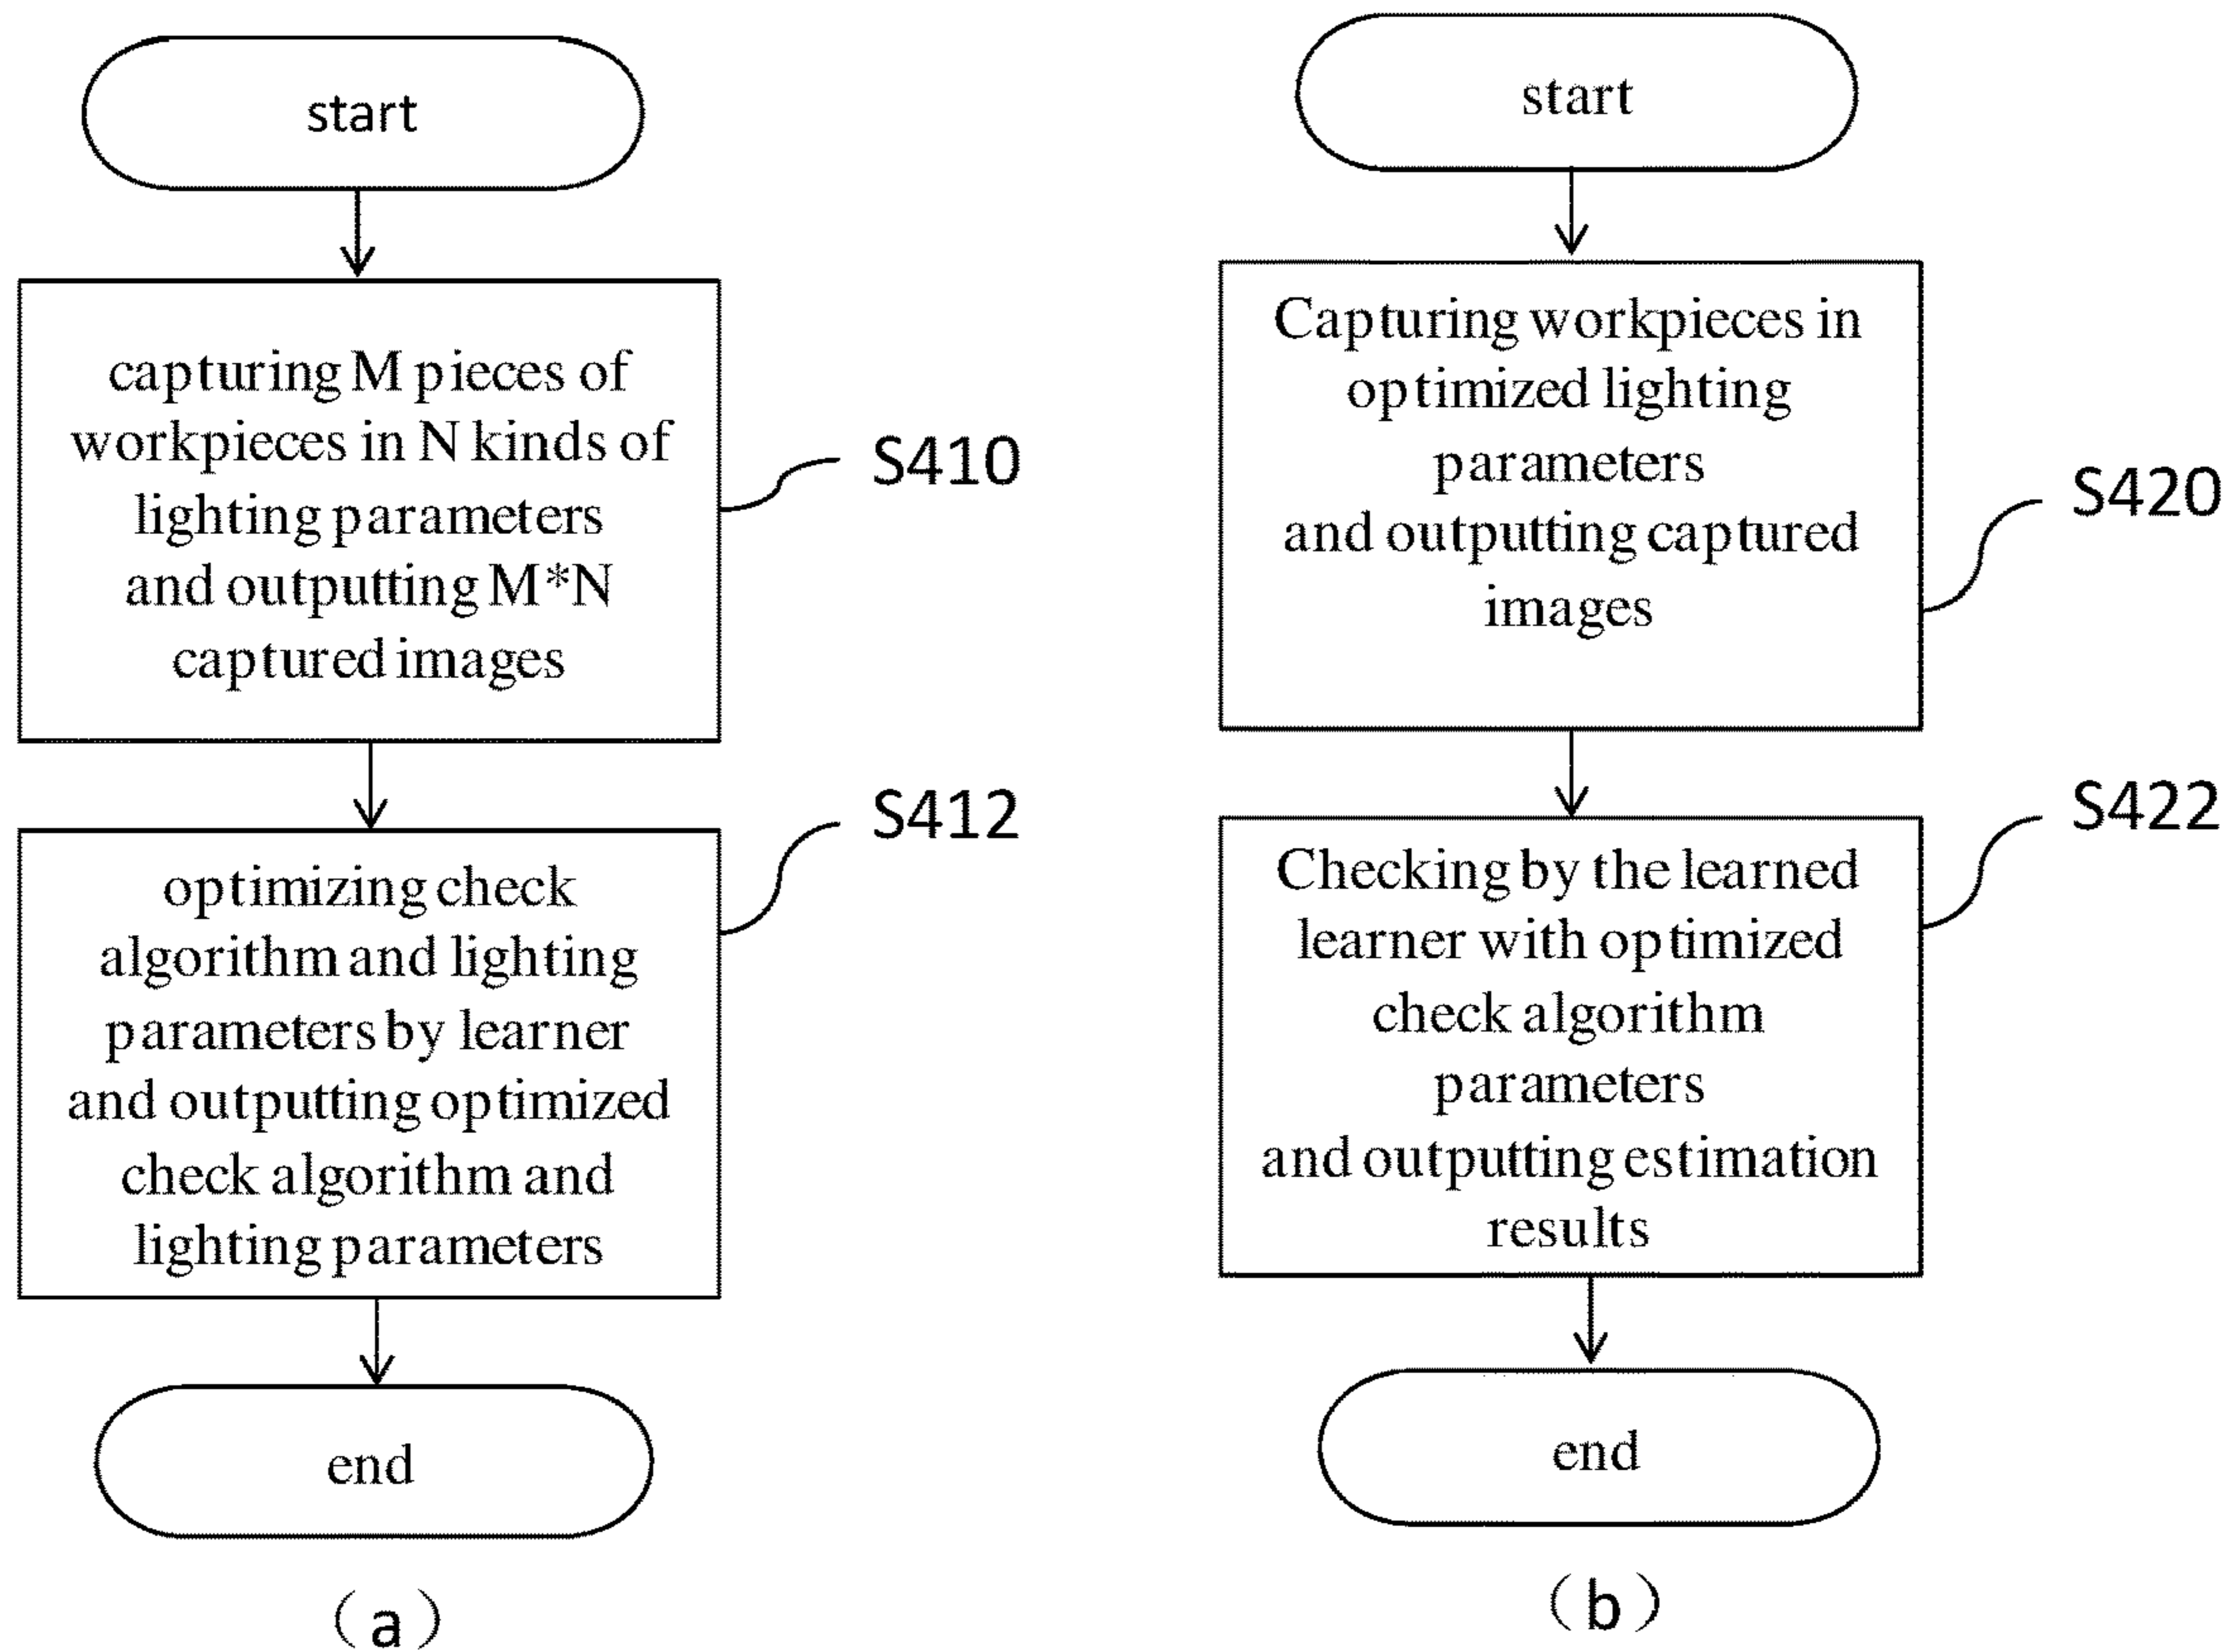 start
capturing M pieces of
workpieces in N kinds of
lighting parameters
and outputting M*N
captured images
S410
optimizing check
algorithm and lighting
parameters by learner
and outputting optimized
check algorithm and
lighting parameters
S412
end
(a)
start
Capturing workpieces in
optimized lighting
parameters
and outputting captured
images
S420
Checking by the learned
learner with optimized
check algorithm
parameters
and outputting estimation
results
S422
end
(b)